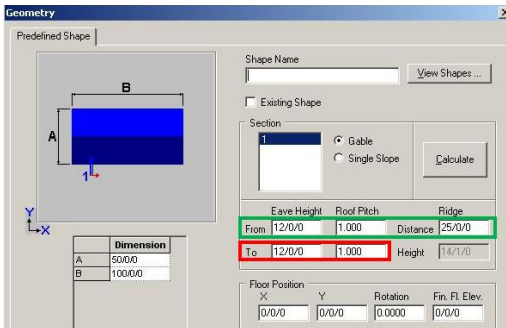 Geometry
Predefined Shape
B
A
1
Y
X
Dimension
A 50/0/0
B 100/0/0
Shape Name
View Shapes ...
Existing Shape
Section
1
Gable
Single Slope
Calculate
Eave Height Roof Pitch Ridge
From 12/0/0 1.000 Distance 25/0/0
To 12/0/0 1.000 Height 14/1/0
Floor Position
X Y Rotation Fin. Fl. Elev.
0/0/0 0/0/0 0.0000 0/0/0